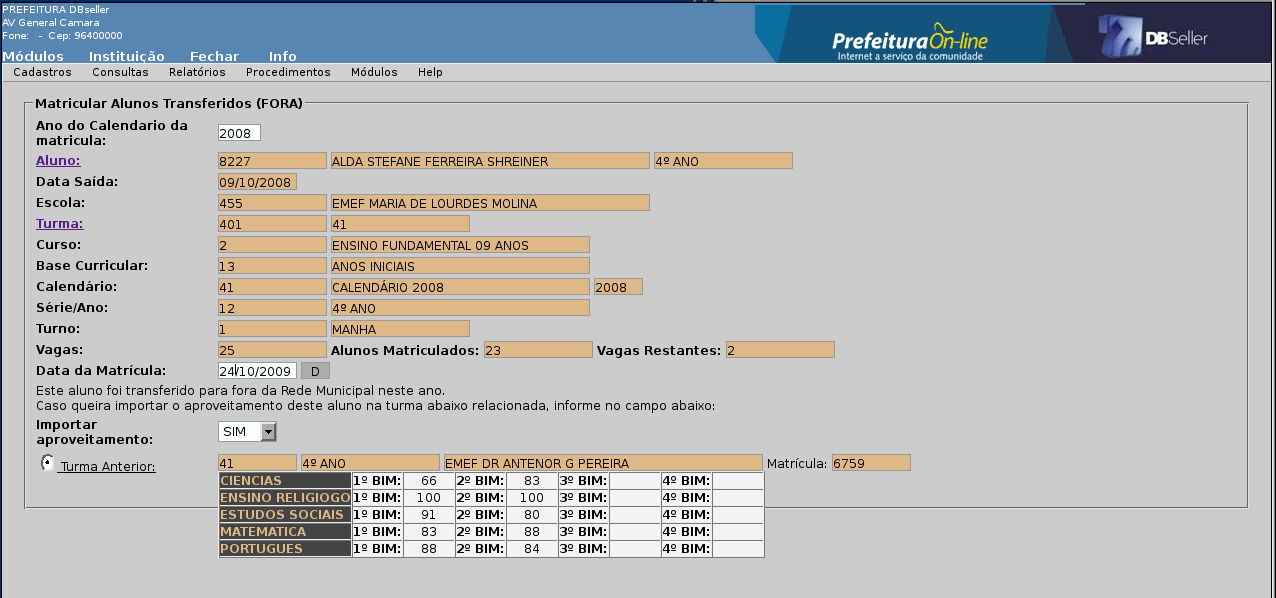 PREFEITURA DBseller
AV General Camara
Fone: - Cep: 96400000
Módulos Instituição Fechar Info
Prefeitura On-line
Internet a serviço da comunidade
DBSeller
Cadastros Consultas Relatórios Procedimentos Módulos Help
Matricular Alunos Transferidos (FORA)
Ano do Calendario da
matricula: 2008
Aluno: 8227 ALDA STEFANE FERREIRA SHREINER 4º ANO
Data Saída: 09/10/2008
Escola: 455 EMEF MARIA DE LOURDES MOLINA
Turma: 401 41
Curso: 2 ENSINO FUNDAMENTAL 09 ANOS
Base Curricular: 13 ANOS INICIAIS
Calendário: 41 CALENDÁRIO 2008 2008
Série/Ano: 12 4º ANO
Turno: 1 MANHA
Vagas: 25 Alunos Matriculados: 23 Vagas Restantes: 2
Data da Matrícula: 24/10/2009 D
Este aluno foi transferido para fora da Rede Municipal neste ano.
Caso queira importar o aproveitamento deste aluno na turma abaixo relacionada, informe no campo abaixo:
Importar
aproveitamento: SIM
Turma Anterior: 41 4º ANO EMEF DR ANTENOR G PEREIRA Matrícula: 6759
CIENCIAS 1º BIM: 66 2º BIM: 83 3º BIM: 4º BIM:
ENSINO RELIGIOGO 1º BIM: 100 2º BIM: 100 3º BIM: 4º BIM:
ESTUDOS SOCIAIS 1º BIM: 91 2º BIM: 80 3º BIM: 4º BIM:
MATEMATICA 1º BIM: 83 2º BIM: 88 3º BIM: 4º BIM:
PORTUGUES 1º BIM: 88 2º BIM: 84 3º BIM: 4º BIM: